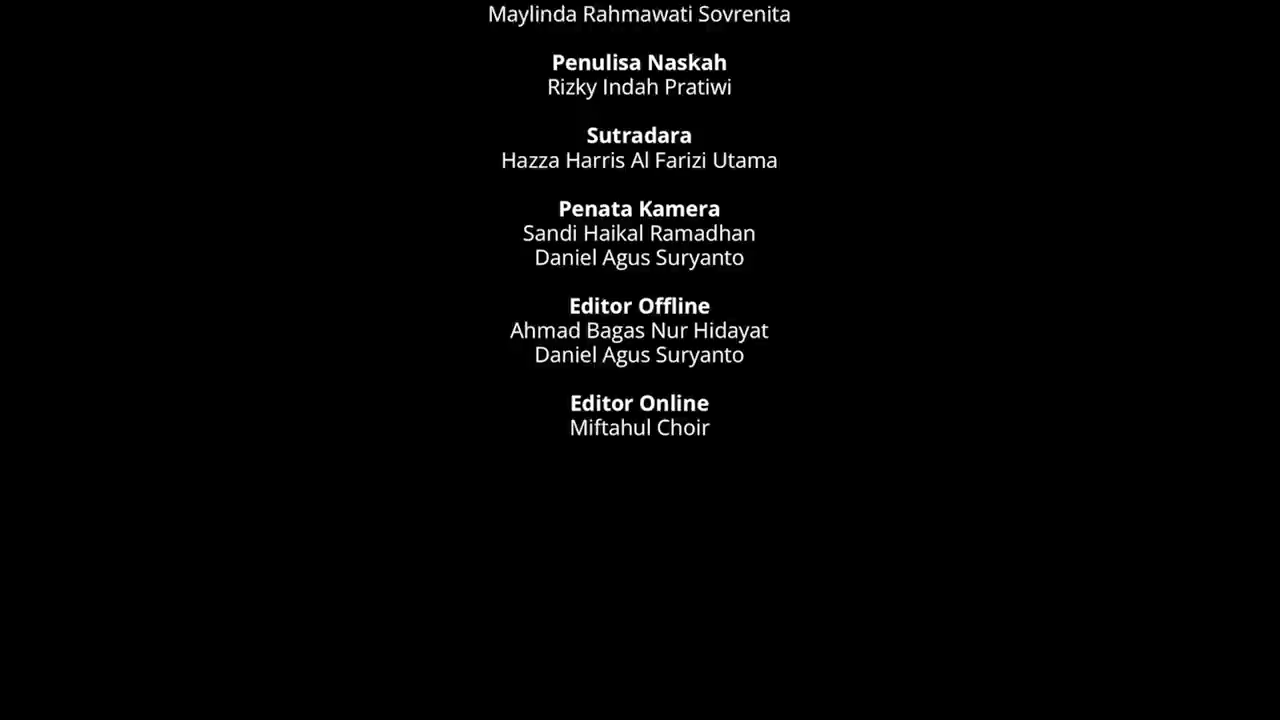 Maylinda Rahmawati Sovrenita
Penulisa Naskah
Rizky Indah Pratiwi
Sutradara
Hazza Harris Al Farizi Utama
Penata Kamera
Sandi Haikal Ramadhan
Daniel Agus Suryanto
Editor Offline
Ahmad Bagas Nur Hidayat
Daniel Agus Suryanto
Editor Online
Miftahul Choir